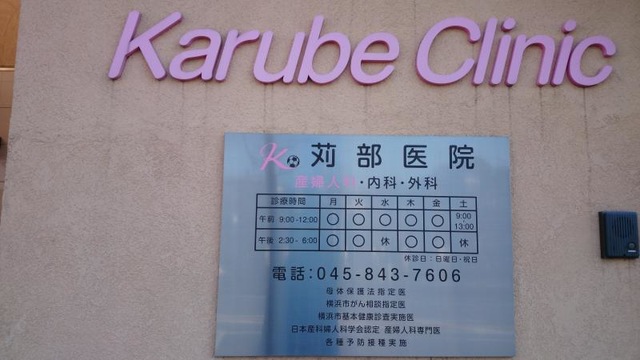 Karube Clinic
K 苅部医院
産婦人科・内科・外科
診療時間 月 火 水 木 金 土
午前 9:00-12:00 ○ ○ ○ ○ ○ 9:00-13:00
午後 2:30-6:00 ○ ○ 休 ○ ○ 休
休診日:日曜日・祝日
電話:045-843-7606
母体保護法指定医
横浜市がん相談指定医
横浜市基本健康診査実施医
日本産科婦人科学会認定 産婦人科専門医
各種予防接種実施